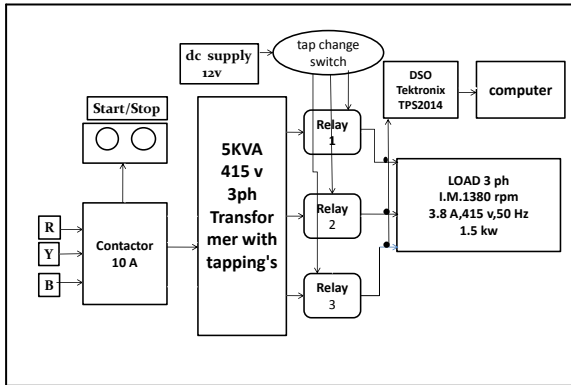 dc supply
12v
tap change
switch
DSO
Tektronix
TPS2014
computer
Start/Stop
5KVA
415 v
3ph
Transfor
mer with
tapping's
Relay
1
Relay
2
Relay
3
LOAD 3 ph
I.M.1380 rpm
3.8 A,415 v,50 Hz
1.5 kw
R
Y
B
Contactor
10 A